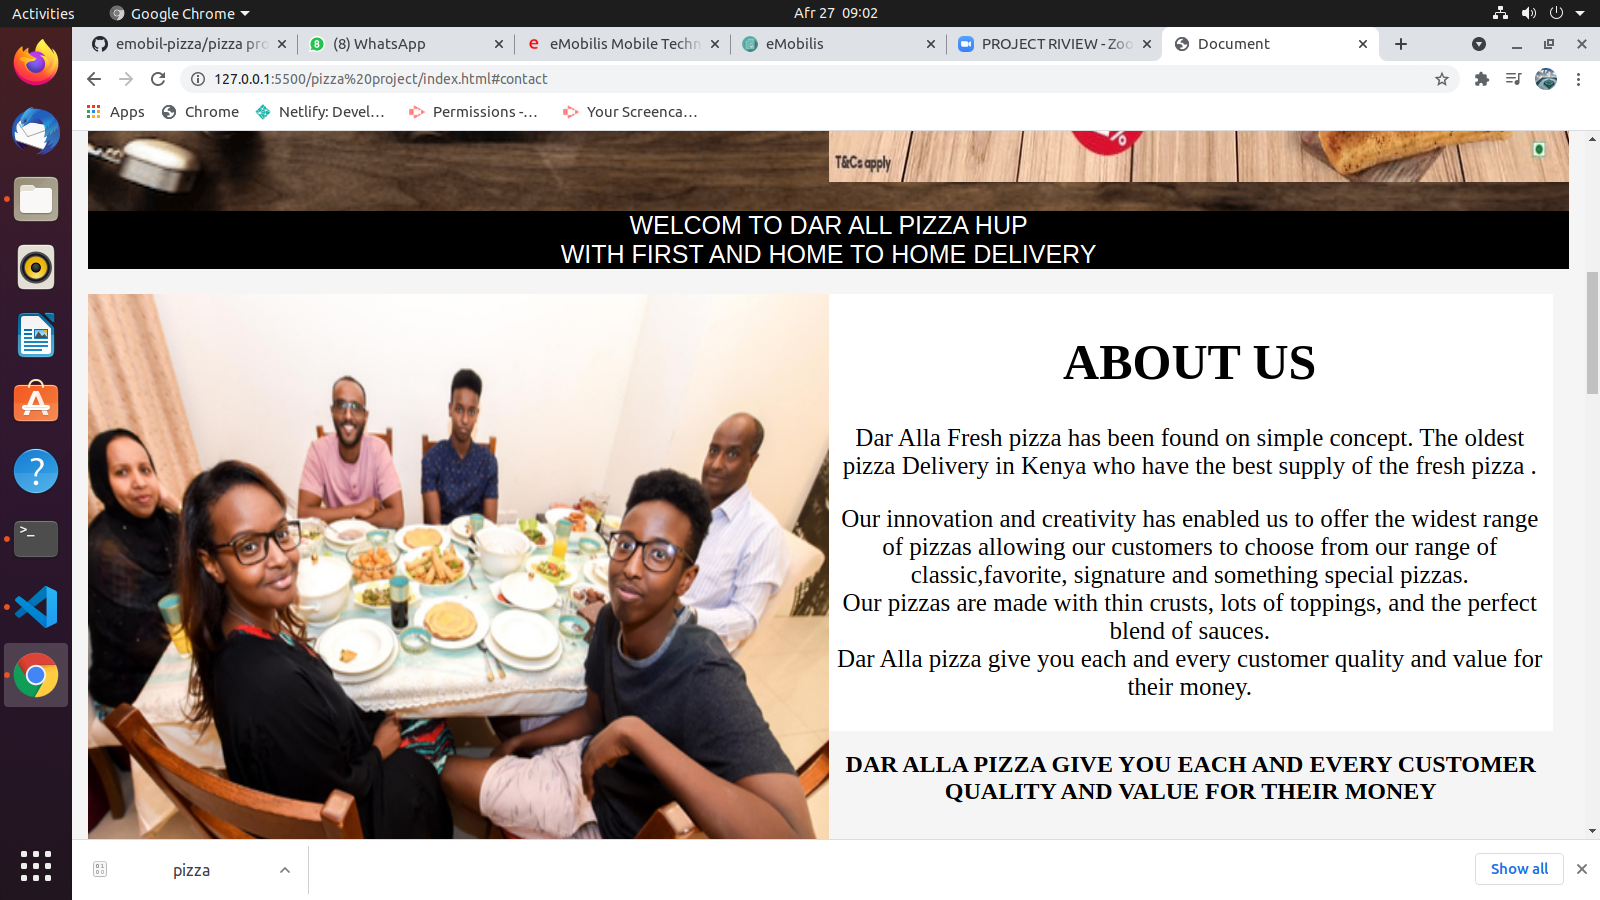 Activities
Google Chrome
Afr 27 09:02
emobil-pizza/pizza pro
(8) WhatsApp
eMobilis Mobile Techn
eMobilis
PROJECT RIVIEW - Zoo
Document
127.0.0.1:5500/pizza%20project/index.html#contact
Apps
Chrome
Netlify: Devel...
Permissions -...
Your Screenca...
%
T&Cs apply
WELCOM TO DAR ALL PIZZA HUP
WITH FIRST AND HOME TO HOME DELIVERY
ABOUT US
Dar Alla Fresh pizza has been found on simple concept. The oldest
pizza Delivery in Kenya who have the best supply of the fresh pizza .
Our innovation and creativity has enabled us to offer the widest range
of pizzas allowing our customers to choose from our range of
classic,favorite, signature and something special pizzas.
Our pizzas are made with thin crusts, lots of toppings, and the perfect
blend of sauces.
Dar Alla pizza give you each and every customer quality and value for
their money.
DAR ALLA PIZZA GIVE YOU EACH AND EVERY CUSTOMER
QUALITY AND VALUE FOR THEIR MONEY
pizza
Show all